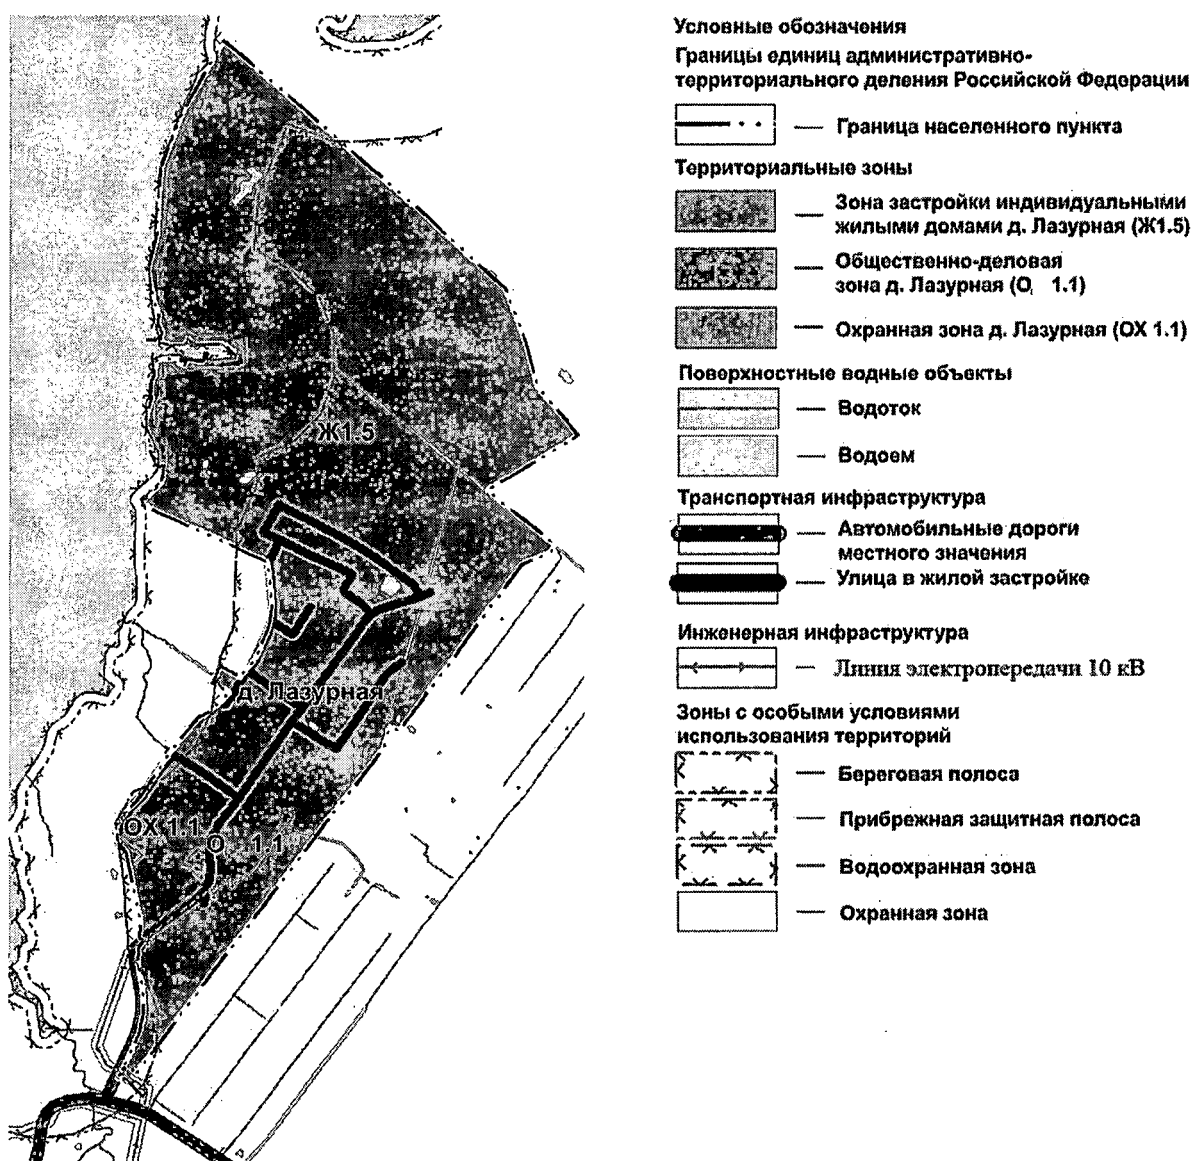 Условные обозначения
Границы единиц административно-
территориального деления Российской Федерации
— Граница населенного пункта
Территориальные зоны
— Зона застройки индивидуальными
жилыми домами д. Лазурная (Ж1.5)
— Общественно-деловая
зона д. Лазурная (О 1.1)
— Охранная зона д. Лазурная (ОХ 1.1)
Поверхностные водные объекты
— Водоток
— Водоем
Транспортная инфраструктура
— Автомобильные дороги
местного значения
— Улица в жилой застройке
Инженерная инфраструктура
— Линия электропередачи 10 кВ
Зоны с особыми условиями
использования территорий
— Береговая полоса
— Прибрежная защитная полоса
— Водоохранная зона
— Охранная зона
Ж1.5
д. Лазурная
ОХ 1.1
О 1.1